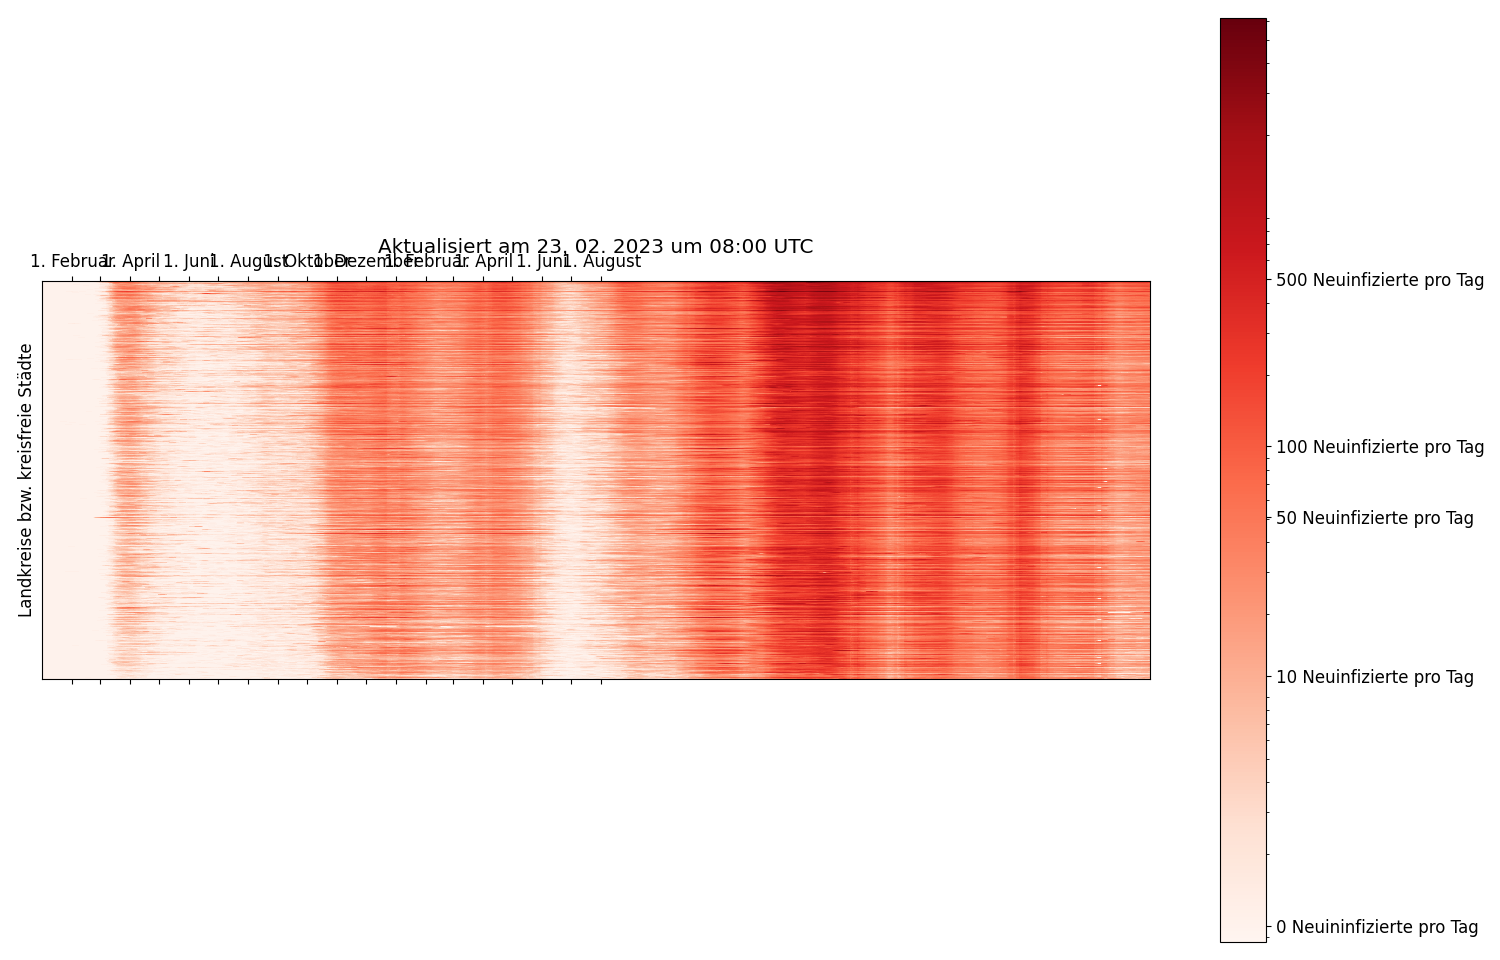 Aktualisiert am 23. 02. 2023 um 08:00 UTC
1. Februar 1. April 1. Juni 1. August 1. Oktober 1. Dezember 1. Februar 1. April 1. Juni 1. August
Landkreise bzw. kreisfreie Städte
500 Neuinfizierte pro Tag
100 Neuinfizierte pro Tag
50 Neuinfizierte pro Tag
10 Neuinfizierte pro Tag
0 Neuininfizierte pro Tag